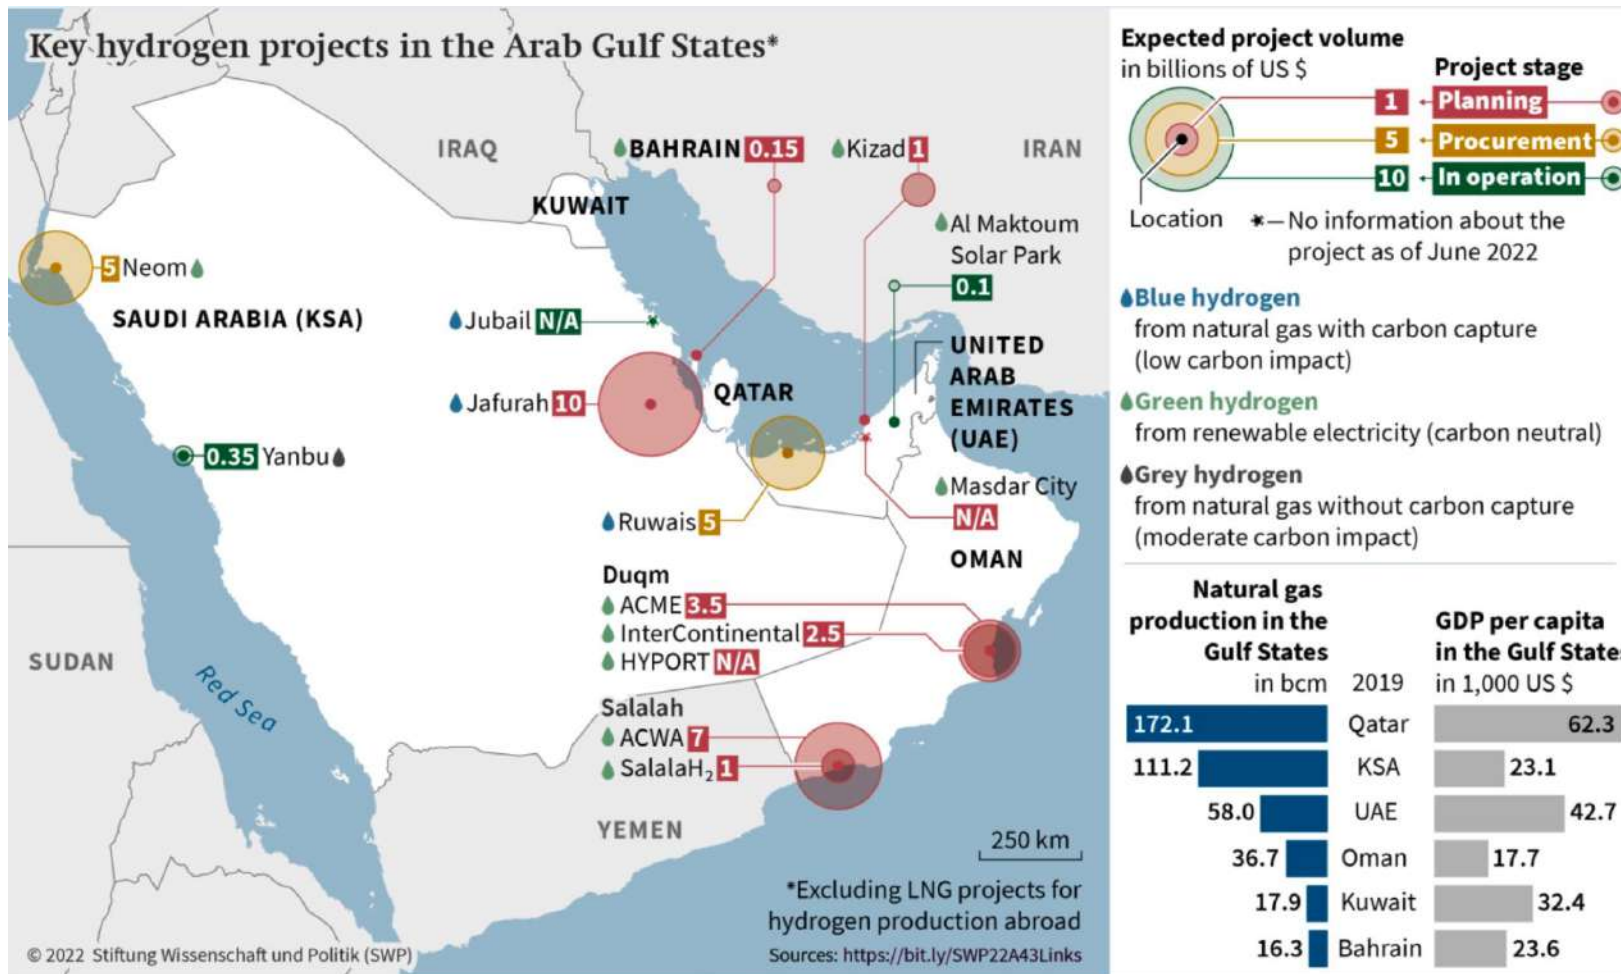 Key hydrogen projects in the Arab Gulf States*
IRAQ
BAHRAIN 0.15
Kizad 1
IRAN
KUWAIT
Al Maktoum
Solar Park
0.1
5 Neom
SAUDI ARABIA (KSA)
Jubail N/A
UNITED
ARAB
EMIRATES
(UAE)
QATAR
Jafurah 10
0.35 Yanbu
Masdar City
N/A
Ruwais 5
OMAN
Duqm
ACME 3.5
InterContinental 2.5
HYPORT N/A
SUDAN
Red Sea
Salalah
ACWA 7
SalalaH₂ 1
YEMEN
250 km
*Excluding LNG projects for
hydrogen production abroad
© 2022 Stiftung Wissenschaft und Politik (SWP)
Sources: https://bit.ly/SWP22A43Links
Expected project volume
in billions of US $
Project stage
1 Planning
5 Procurement
10 In operation
Location
*— No information about the
project as of June 2022
Blue hydrogen
from natural gas with carbon capture
(low carbon impact)
Green hydrogen
from renewable electricity (carbon neutral)
Grey hydrogen
from natural gas without carbon capture
(moderate carbon impact)
Natural gas
production in the
Gulf States
in bcm
2019
GDP per capita
in the Gulf States
in 1,000 US $
172.1 Qatar 62.3
111.2 KSA 23.1
58.0 UAE 42.7
36.7 Oman 17.7
17.9 Kuwait 32.4
16.3 Bahrain 23.6